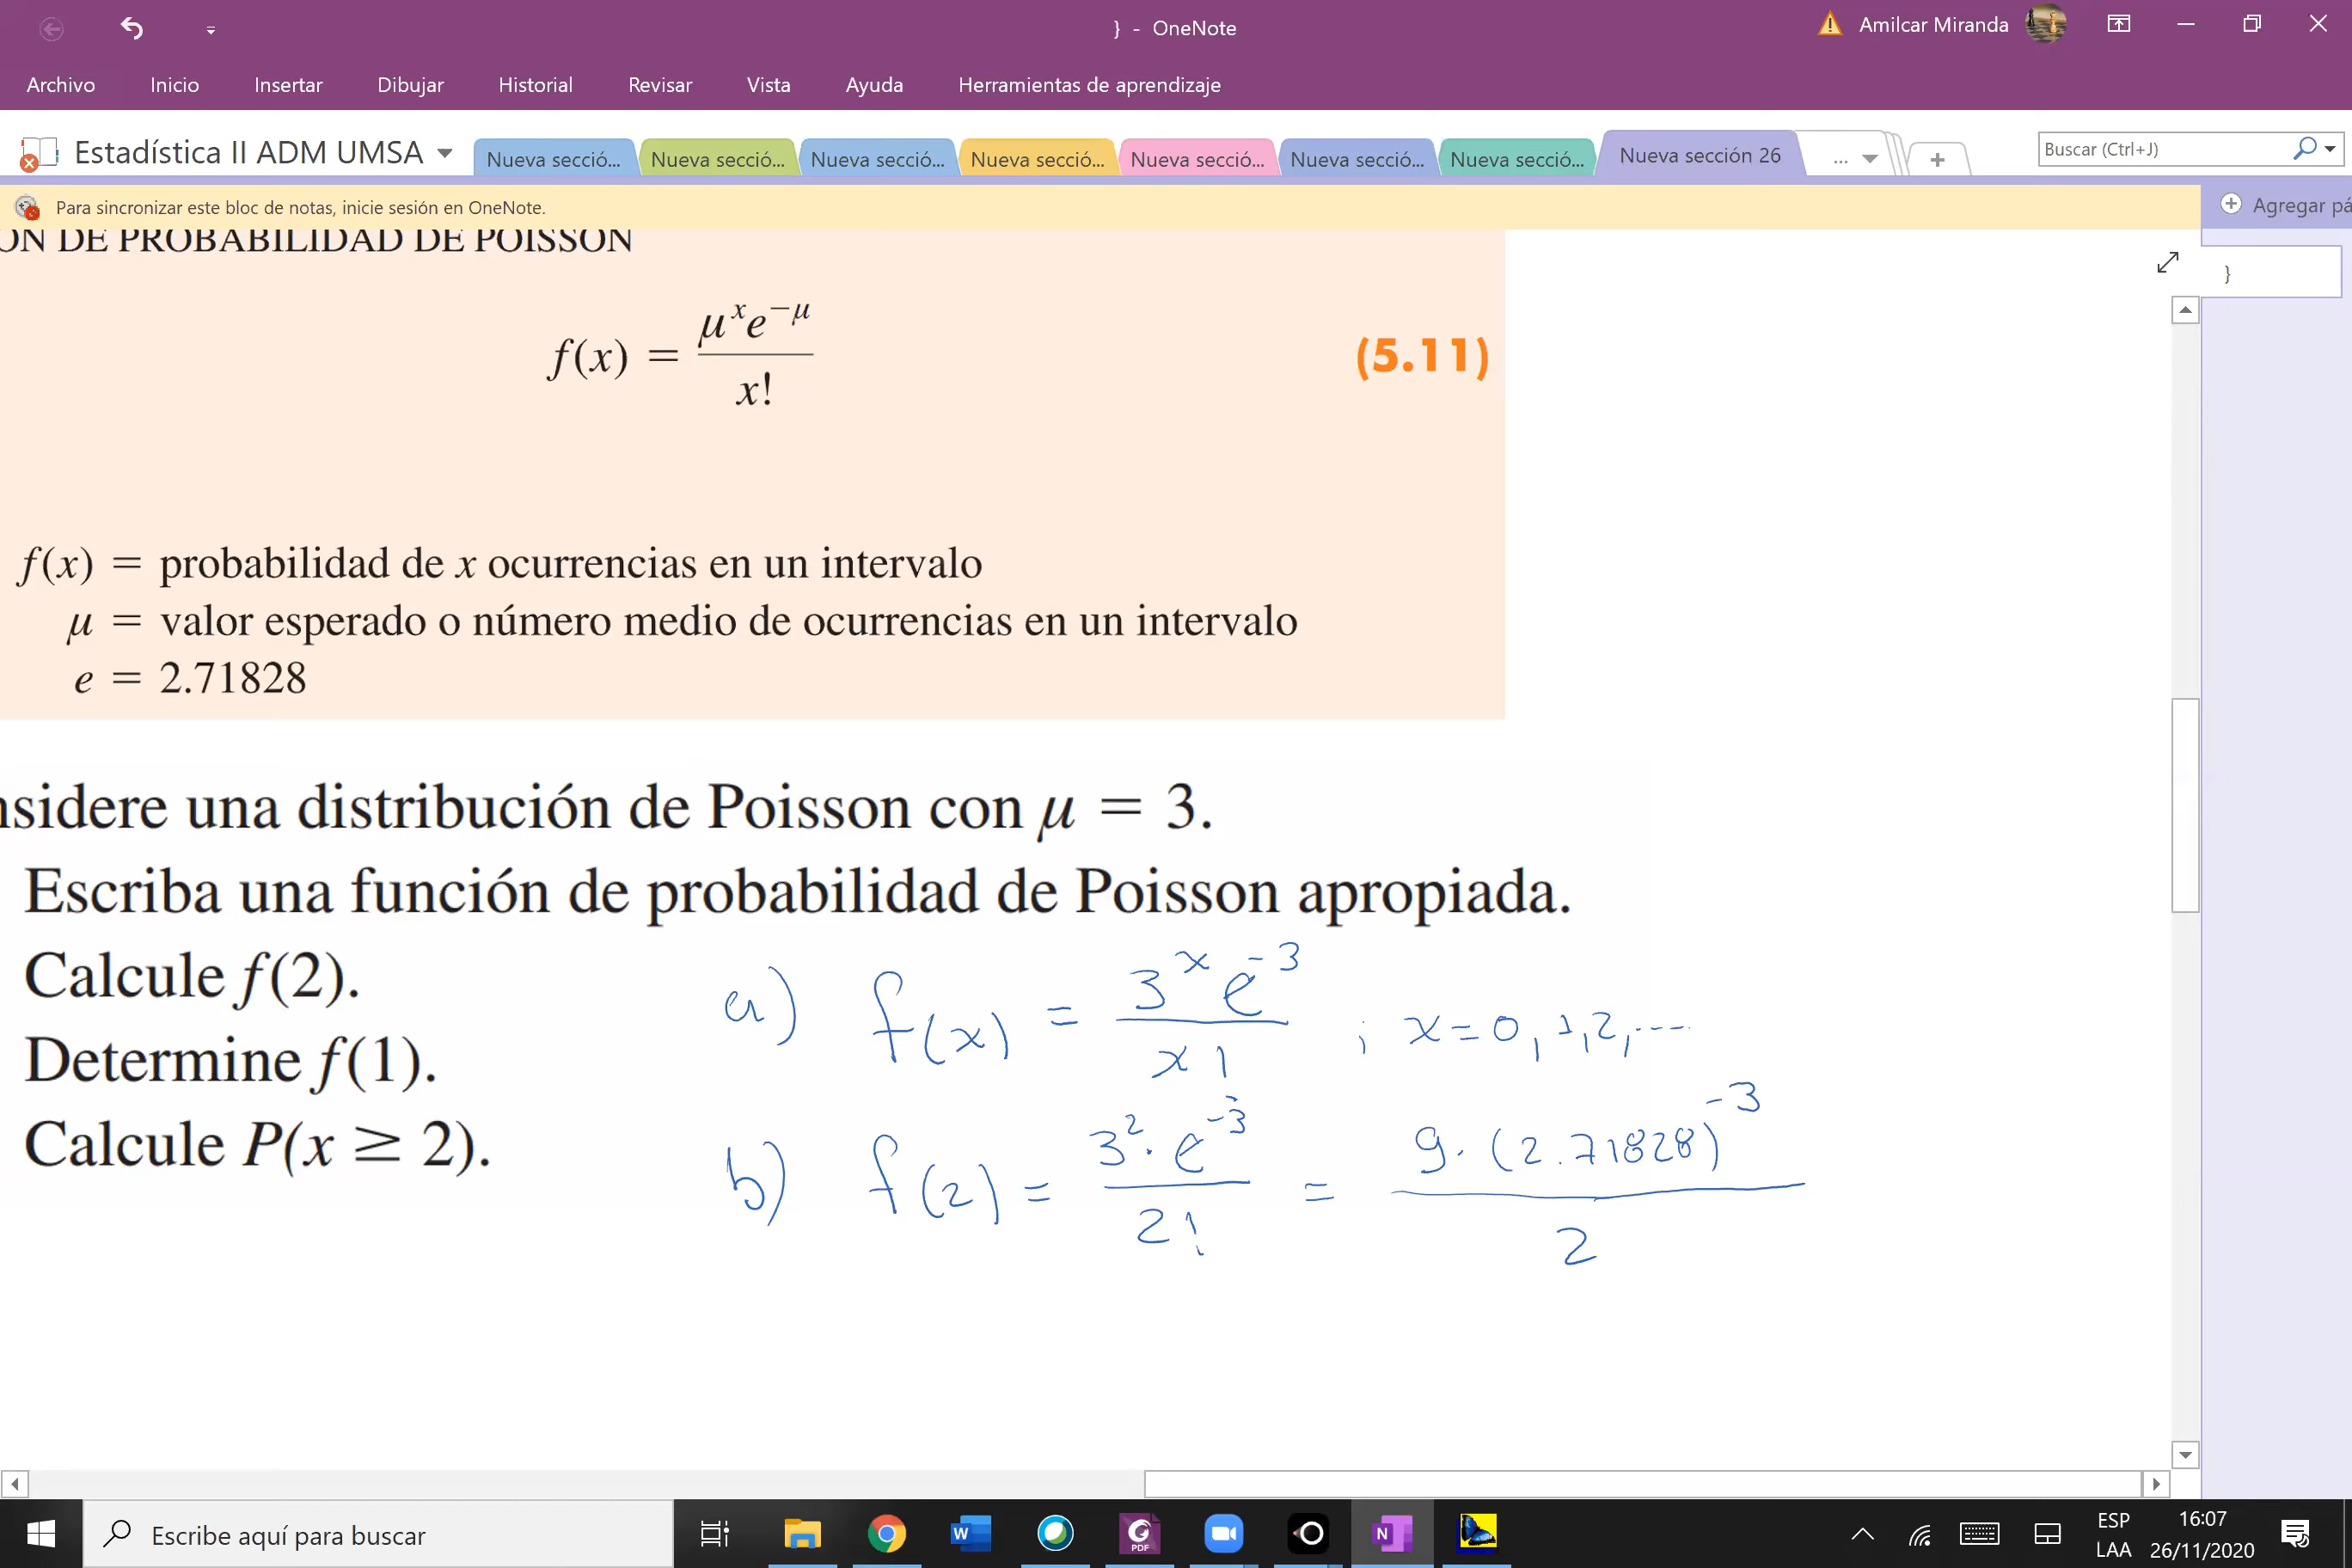 } - OneNote
Amilcar Miranda
Archivo Inicio Insertar Dibujar Historial Revisar Vista Ayuda Herramientas de aprendizaje
Estadística II ADM UMSA
Nueva secció... Nueva secció... Nueva secció... Nueva secció... Nueva secció... Nueva secció... Nueva secció... Nueva sección 26 ... +
Buscar (Ctrl+J)
Para sincronizar este bloc de notas, inicie sesión en OneNote.
Agregar pá
}
ÓN DE PROBABILIDAD DE POISSON
f(x) = μ^x e^−μ / x! (5.11)
f(x) = probabilidad de x ocurrencias en un intervalo
μ = valor esperado o número medio de ocurrencias en un intervalo
e = 2.71828
nsidere una distribución de Poisson con μ = 3.
Escriba una función de probabilidad de Poisson apropiada.
Calcule f(2).
Determine f(1).
Calcule P(x ≥ 2).
a) f(x) = 3^x e^-3 / x! ; x = 0, 1, 2, ....
b) f(2) = 3^2 · e^-3 / 2! = 9 · (2.71828)^-3 / 2
Escribe aquí para buscar
W
PDF
N
ESP
LAA
16:07
26/11/2020